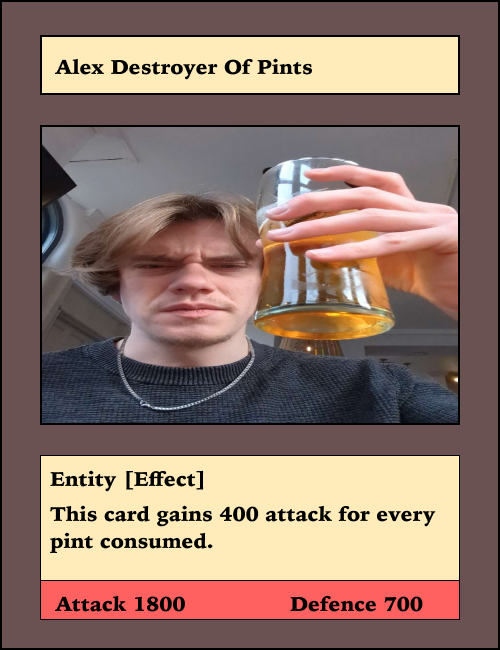 Alex Destroyer Of Pints
Entity [Effect]
This card gains 400 attack for every
pint consumed.
Attack 1800 Defence 700